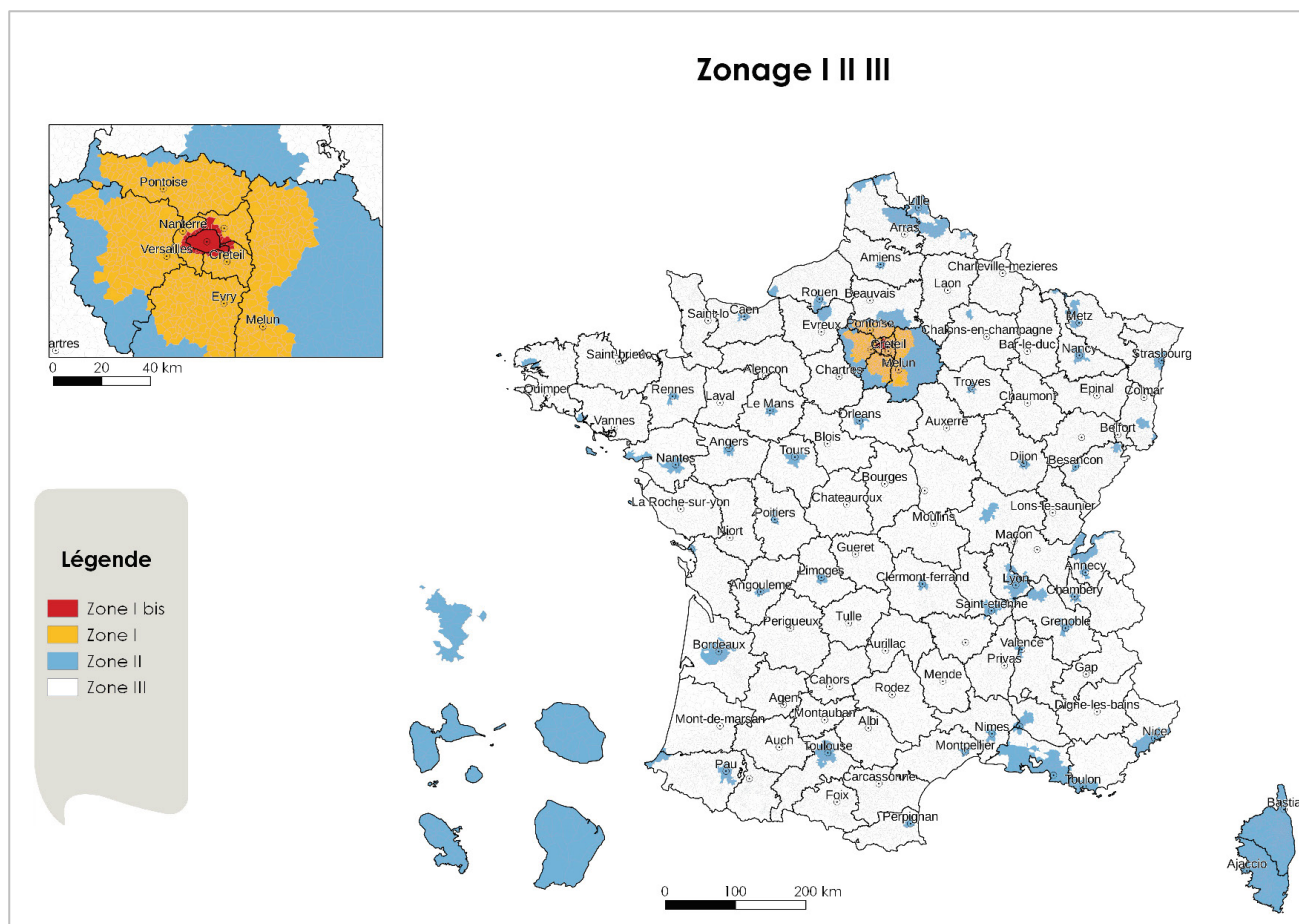 Zonage I II III
Pontoise
Nanterre
Versailles
Creteil
Evry
Melun
artres
0 20 40 km
Légende
Zone I bis
Zone I
Zone II
Zone III
Lille
Arras
Amiens
Charleville-mezieres
Laon
Rouen
Beauvais
Saint-lo
Caen
Evreux
Pontoise
Creteil
Melun
Chalons-en-champagne
Bar-le-duc
Metz
Nancy
Strasbourg
Saint-brieuc
Quimper
Rennes
Laval
Alençon
Le Mans
Chartres
Orleans
Troyes
Chaumont
Epinal
Colmar
Vannes
Angers
Tours
Blois
Auxerre
Belfort
Nantes
Dijon
Besancon
La Roche-sur-yon
Poitiers
Chateauroux
Bourges
Moulins
Lons-le-saunier
Niort
Macon
Gueret
Limoges
Angouleme
Clermont-ferrand
Lyon
Annecy
Chambery
Saint-etienne
Grenoble
Perigueux
Tulle
Bordeaux
Aurillac
Valence
Privas
Gap
Mende
Cahors
Rodez
Agen
Montauban
Albi
Digne-les-bains
Mont-de-marsan
Auch
Toulouse
Nimes
Montpellier
Nice
Toulon
Pau
Carcassonne
Foix
Perpignan
Bastia
Ajaccio
0 100 200 km